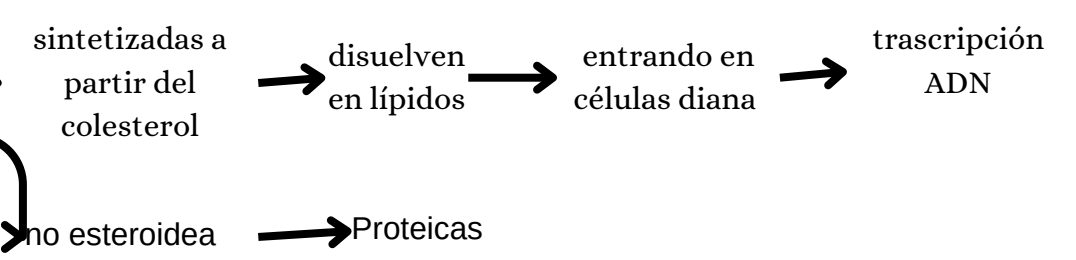 sintetizadas a
partir del
colesterol
disuelven
en lípidos
entrando en
células diana
trascripción
ADN
no esteroidea
Proteicas